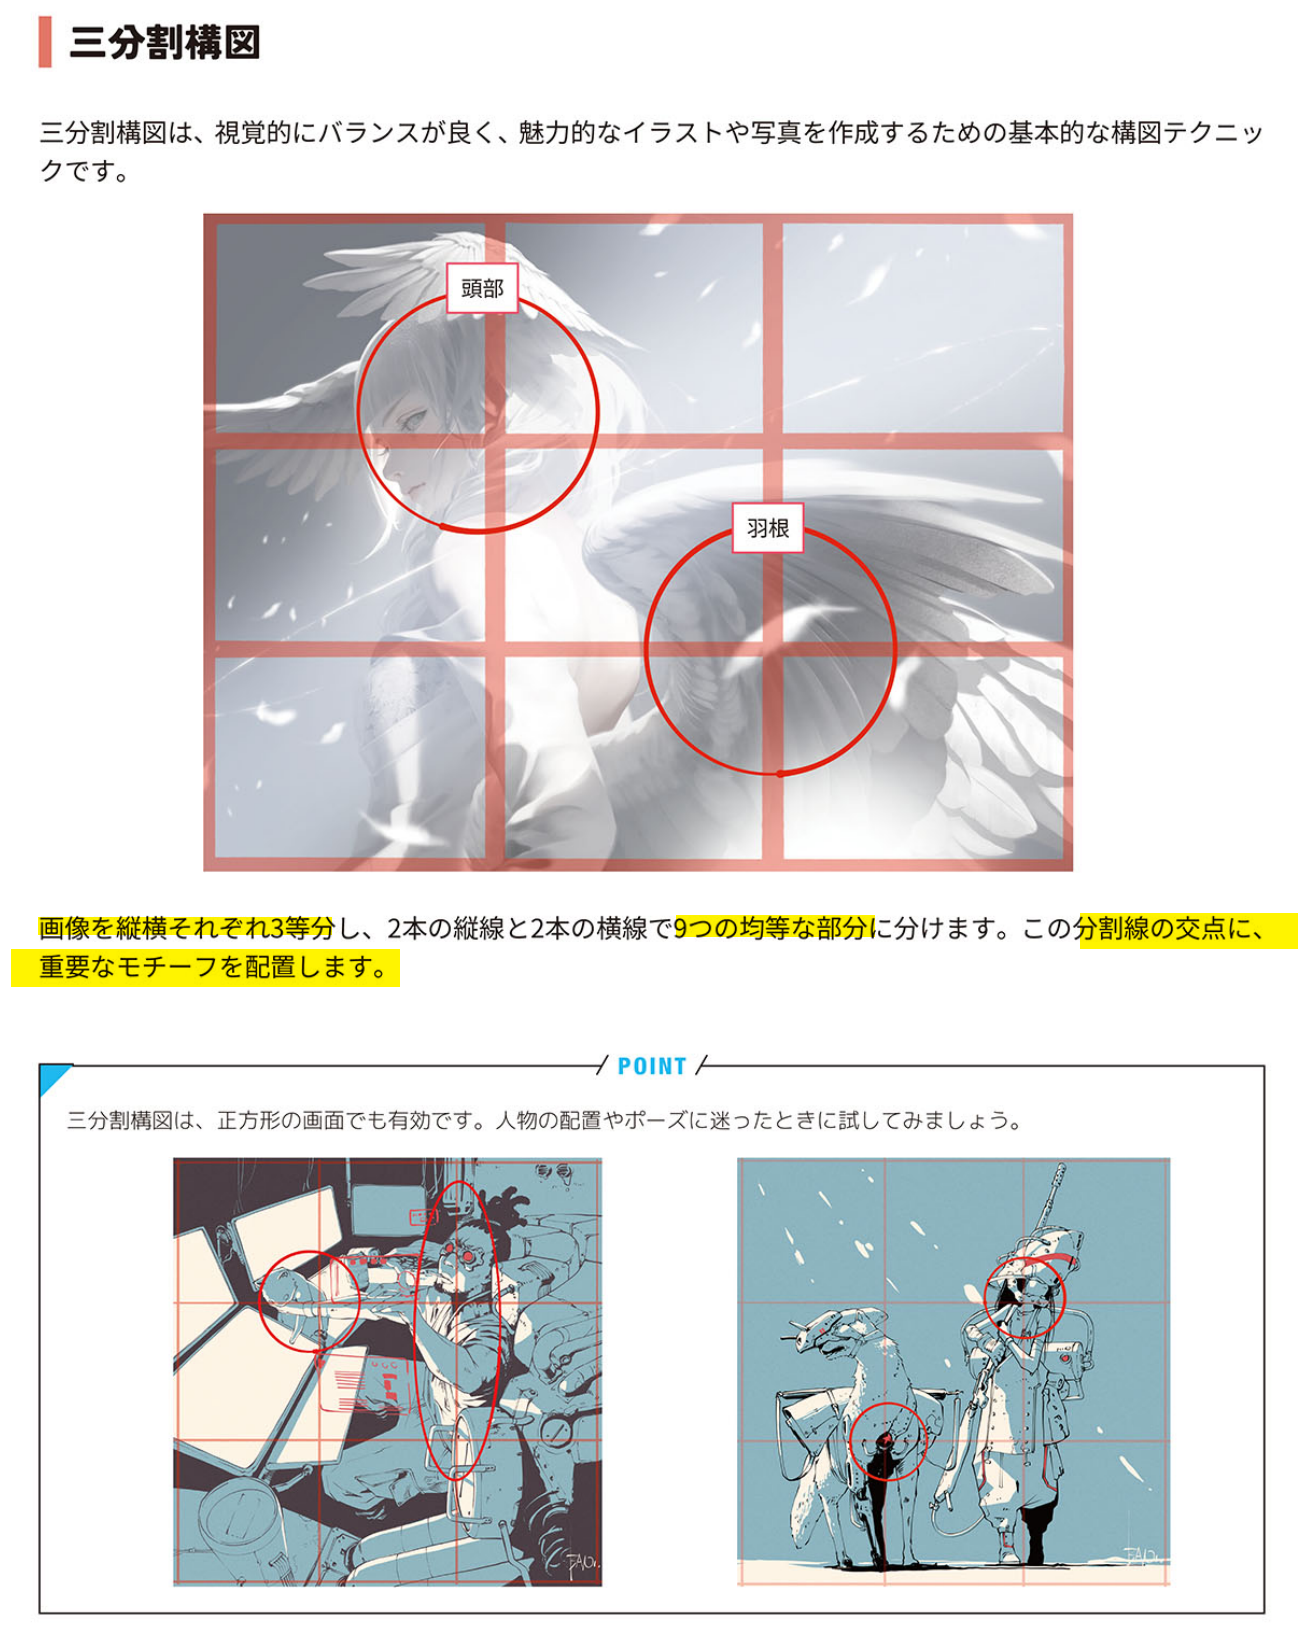 三分割構図
三分割構図は、視覚的にバランスが良く、魅力的なイラストや写真を作成するための基本的な構図テクニッ
クです。
頭部
羽根
画像を縦横それぞれ3等分し、2本の縦線と2本の横線で9つの均等な部分に分けます。この分割線の交点に、
重要なモチーフを配置します。
POINT
三分割構図は、正方形の画面でも有効です。人物の配置やポーズに迷ったときに試してみましょう。